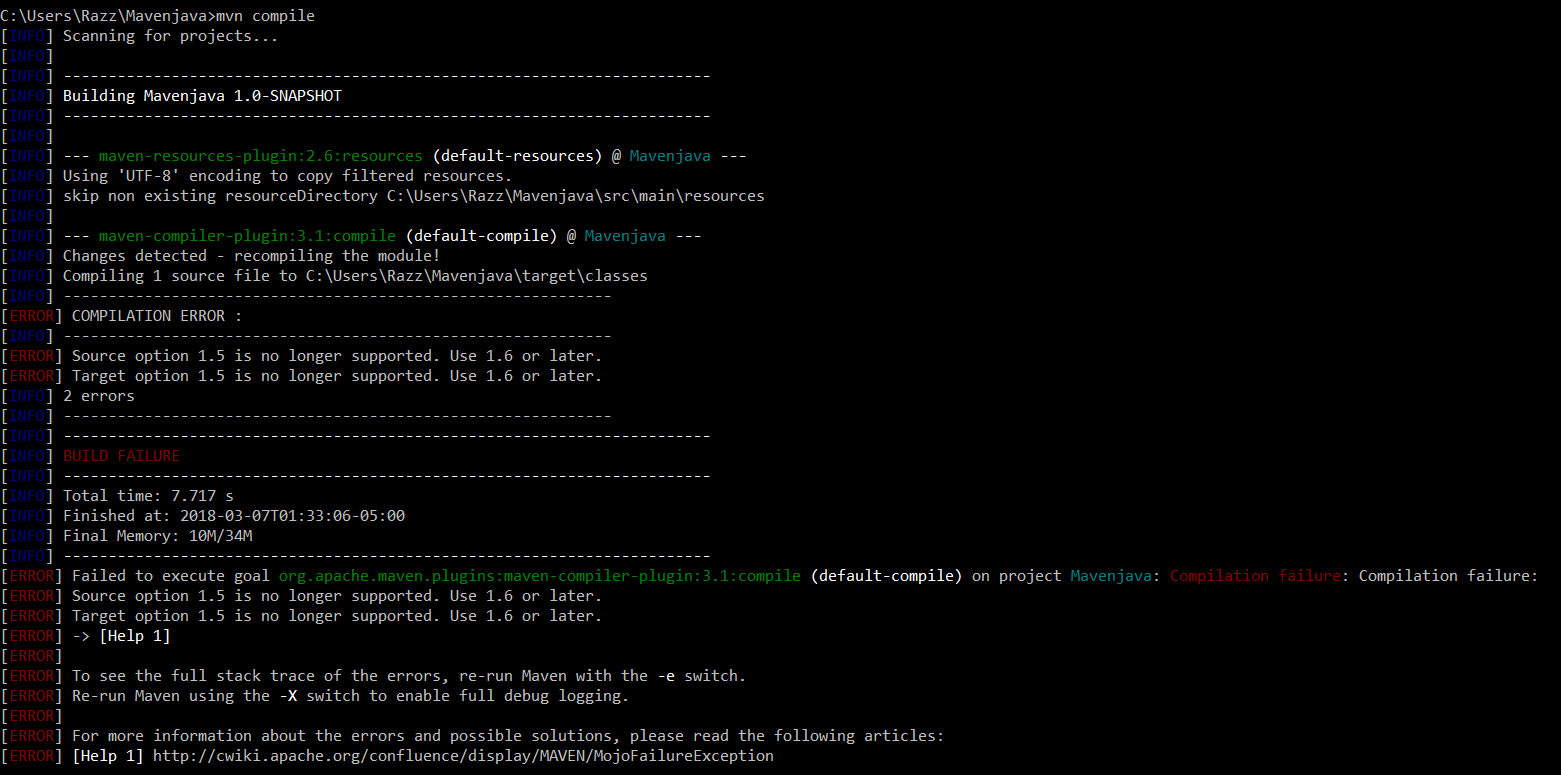 C:\Users\Razz\Mavenjava>mvn compile
[INFO] Scanning for projects...
[INFO]
[INFO] ------------------------------------------------------------------------
[INFO] Building Mavenjava 1.0-SNAPSHOT
[INFO] ------------------------------------------------------------------------
[INFO]
[INFO] --- maven-resources-plugin:2.6:resources (default-resources) @ Mavenjava ---
[INFO] Using 'UTF-8' encoding to copy filtered resources.
[INFO] skip non existing resourceDirectory C:\Users\Razz\Mavenjava\src\main\resources
[INFO]
[INFO] --- maven-compiler-plugin:3.1:compile (default-compile) @ Mavenjava ---
[INFO] Changes detected - recompiling the module!
[INFO] Compiling 1 source file to C:\Users\Razz\Mavenjava\target\classes
[INFO] -------------------------------------------------------------
[ERROR] COMPILATION ERROR :
[INFO] -------------------------------------------------------------
[ERROR] Source option 1.5 is no longer supported. Use 1.6 or later.
[ERROR] Target option 1.5 is no longer supported. Use 1.6 or later.
[INFO] 2 errors
[INFO] -------------------------------------------------------------
[INFO] ------------------------------------------------------------------------
[INFO] BUILD FAILURE
[INFO] ------------------------------------------------------------------------
[INFO] Total time: 7.717 s
[INFO] Finished at: 2018-03-07T01:33:06-05:00
[INFO] Final Memory: 10M/34M
[INFO] ------------------------------------------------------------------------
[ERROR] Failed to execute goal org.apache.maven.plugins:maven-compiler-plugin:3.1:compile (default-compile) on project Mavenjava: Compilation failure: Compilation failure:
[ERROR] Source option 1.5 is no longer supported. Use 1.6 or later.
[ERROR] Target option 1.5 is no longer supported. Use 1.6 or later.
[ERROR] -> [Help 1]
[ERROR]
[ERROR] To see the full stack trace of the errors, re-run Maven with the -e switch.
[ERROR] Re-run Maven using the -X switch to enable full debug logging.
[ERROR]
[ERROR] For more information about the errors and possible solutions, please read the following articles:
[ERROR] [Help 1] http://cwiki.apache.org/confluence/display/MAVEN/MojoFailureException